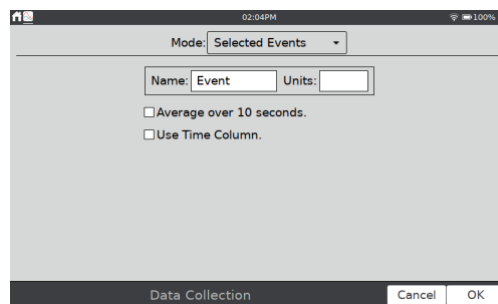 02:04PM 100%
Mode: Selected Events
Name: Event Units:
Average over 10 seconds.
Use Time Column.
Data Collection Cancel OK